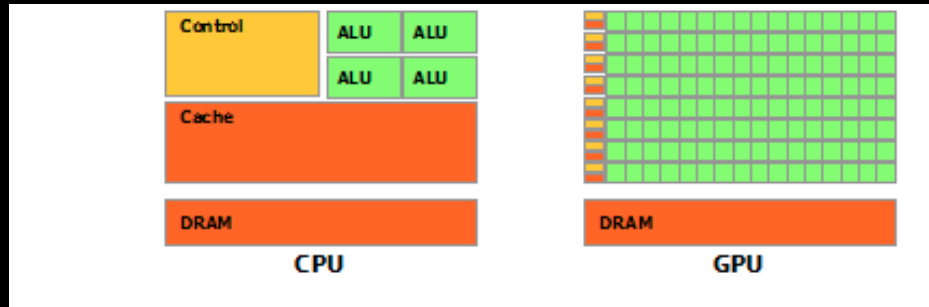 Control
ALU ALU
ALU ALU
Cache
DRAM
DRAM
CPU
GPU